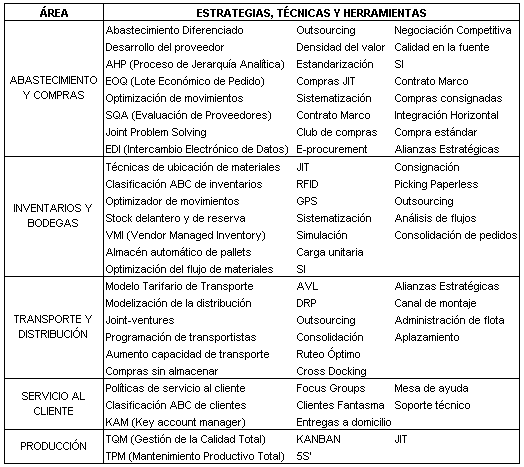 ÁREA ESTRATEGIAS, TÉCNICAS Y HERRAMIENTAS
ABASTECIMIENTO Y COMPRAS
Abastecimiento Diferenciado Outsourcing Negociación Competitiva
Desarrollo del proveedor Densidad del valor Calidad en la fuente
AHP (Proceso de Jerarquía Analítica) Estandarización SI
EOQ (Lote Económico de Pedido) Compras JIT Contrato Marco
Optimización de movimientos Sistematización Compras consignadas
SQA (Evaluación de Proveedores) Contrato Marco Integración Horizontal
Joint Problem Solving Club de compras Compra estándar
EDI (Intercambio Electrónico de Datos) E-procurement Alianzas Estratégicas
INVENTARIOS Y BODEGAS
Técnicas de ubicación de materiales JIT Consignación
Clasificación ABC de inventarios RFID Picking Paperless
Optimizador de movimientos GPS Outsourcing
Stock delantero y de reserva Sistematización Análisis de flujos
VMI (Vendor Managed Inventory) Simulación Consolidación de pedidos
Almacén automático de pallets Carga unitaria
Optimización del flujo de materiales SI
TRANSPORTE Y DISTRIBUCIÓN
Modelo Tarifario de Transporte AVL Alianzas Estratégicas
Modelización de la distribución DRP Canal de montaje
Joint-ventures Outsourcing Administración de flota
Programación de transportistas Consolidación Aplazamiento
Aumento capacidad de transporte Ruteo Óptimo
Compras sin almacenar Cross Docking
SERVICIO AL CLIENTE
Políticas de servicio al cliente Focus Groups Mesa de ayuda
Clasificación ABC de clientes Clientes Fantasma Soporte técnico
KAM (Key account manager) Entregas a domicilio
PRODUCCIÓN
TQM (Gestión de la Calidad Total) KANBAN JIT
TPM (Mantenimiento Productivo Total) 5S'